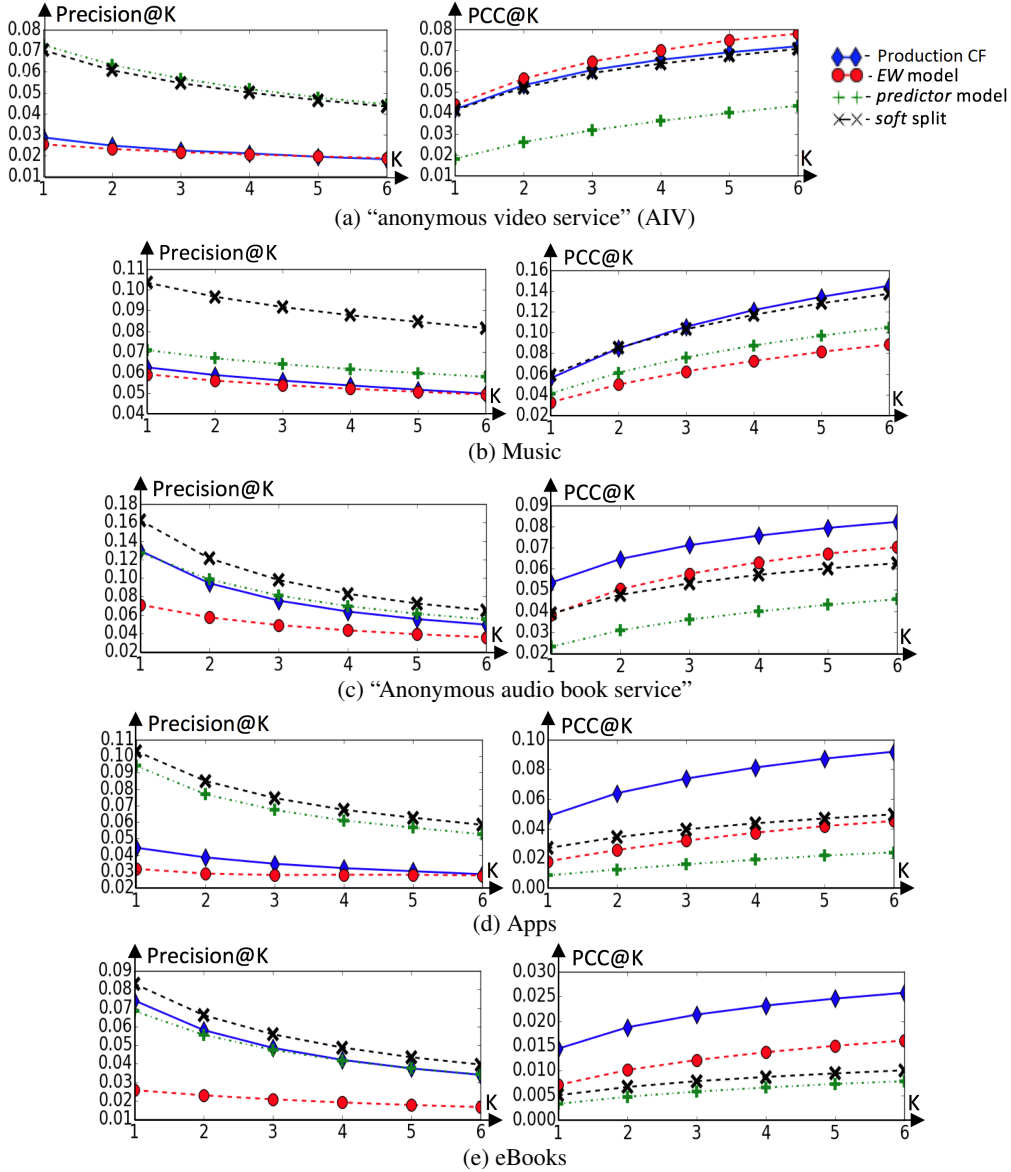 Precision@K
0.08
0.07
0.06
0.05
0.04
0.03
0.02
0.01
1 2 3 4 5 6
K
PCC@K
0.08
0.07
0.06
0.05
0.04
0.03
0.02
0.01
1 2 3 4 5 6
K
- Production CF
- EW model
- predictor model
- soft split
(a) “anonymous video service” (AIV)
Precision@K
0.11
0.10
0.09
0.08
0.07
0.06
0.05
0.04
1 2 3 4 5 6
K
PCC@K
0.16
0.14
0.12
0.10
0.08
0.06
0.04
0.02
1 2 3 4 5 6
K
(b) Music
Precision@K
0.18
0.16
0.14
0.12
0.10
0.08
0.06
0.04
0.02
1 2 3 4 5 6
K
PCC@K
0.09
0.08
0.07
0.06
0.05
0.04
0.03
0.02
1 2 3 4 5 6
K
(c) “Anonymous audio book service”
Precision@K
0.11
0.10
0.09
0.08
0.07
0.06
0.05
0.04
0.03
0.02
1 2 3 4 5 6
K
PCC@K
0.10
0.08
0.06
0.04
0.02
0.00
1 2 3 4 5 6
K
(d) Apps
Precision@K
0.09
0.08
0.07
0.06
0.05
0.04
0.03
0.02
0.01
1 2 3 4 5 6
K
PCC@K
0.030
0.025
0.020
0.015
0.010
0.005
0.000
1 2 3 4 5 6
K
(e) eBooks